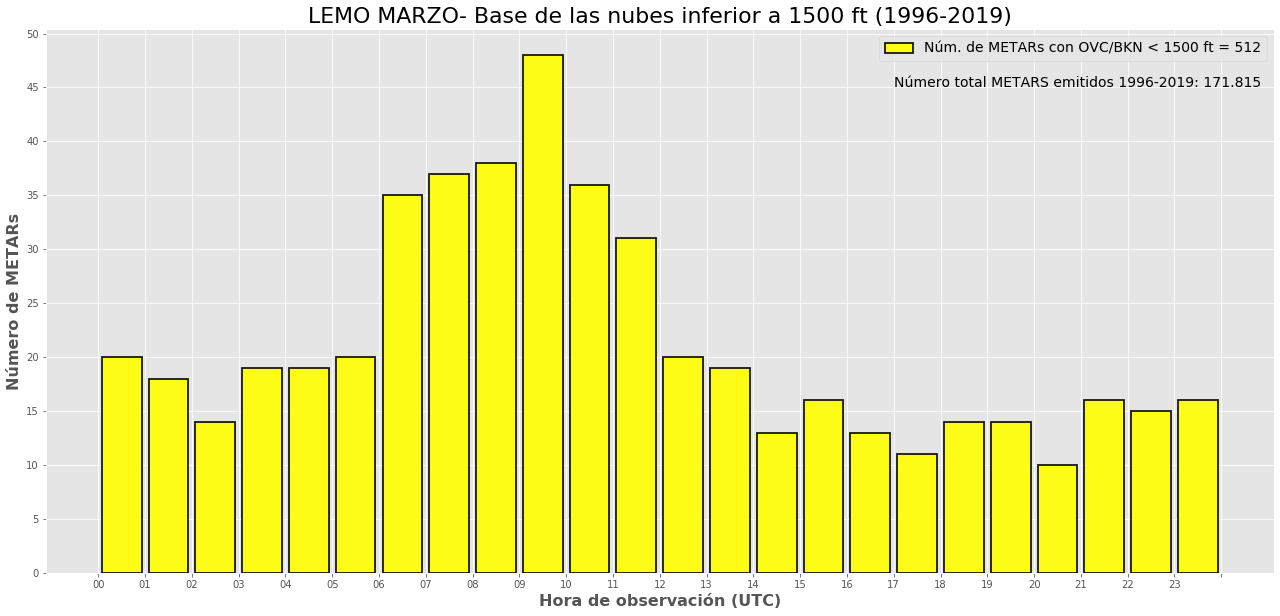 LEMO MARZO- Base de las nubes inferior a 1500 ft (1996-2019)
Núm. de METARs con OVC/BKN < 1500 ft = 512
Número total METARS emitidos 1996-2019: 171.815
Número de METARs
50
45
40
35
30
25
20
15
10
5
0
00 01 02 03 04 05 06 07 08 09 10 11 12 13 14 15 16 17 18 19 20 21 22 23
Hora de observación (UTC)